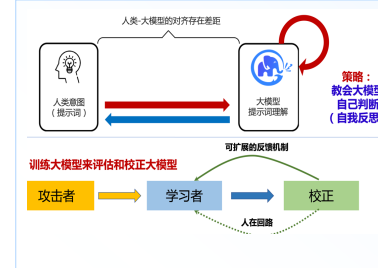 人类-大模型的对齐存在差距
人类意图
（提示词）
大模型
提示词理解
策略：
教会大模型
自己判断
（自我反思
可扩展的反馈机制
训练大模型来评估和校正大模型
攻击者
学习者
校正
人在回路